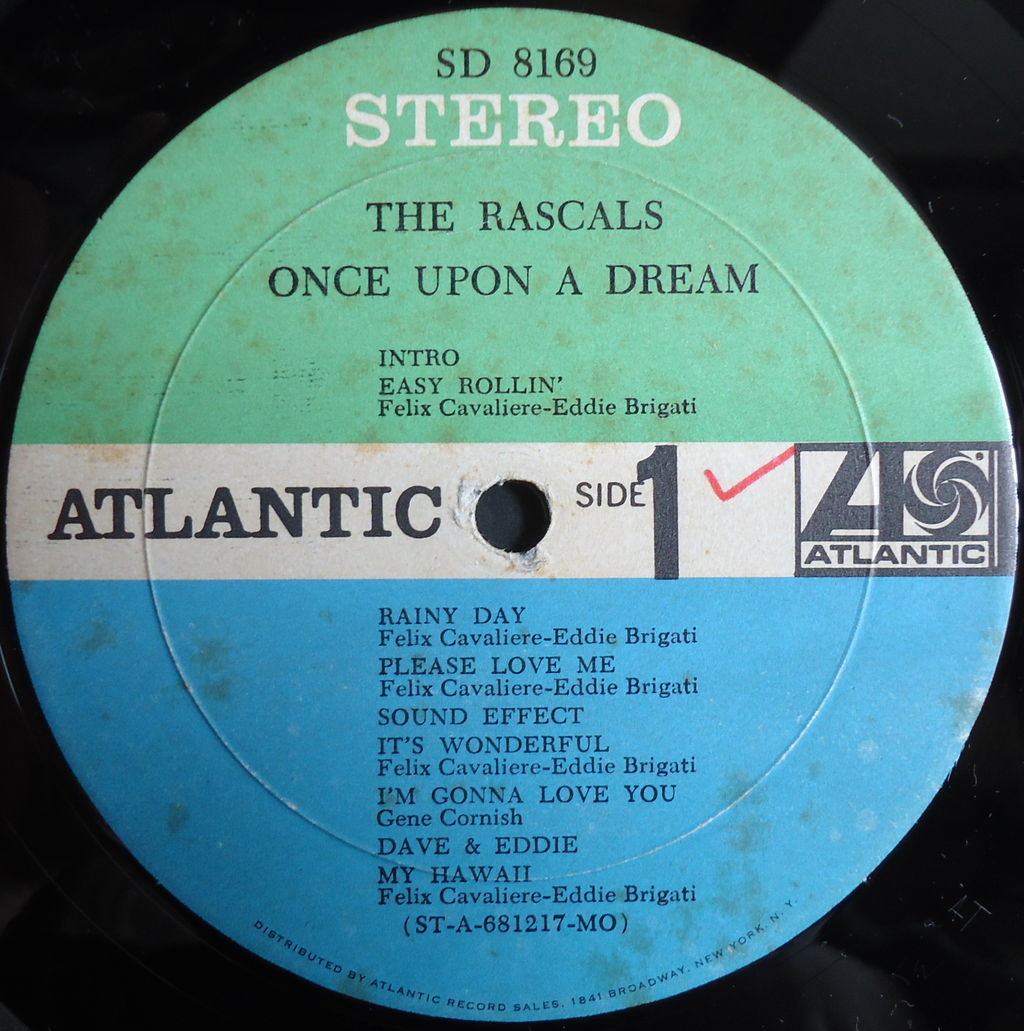 SD 8169
STEREO
THE RASCALS
ONCE UPON A DREAM
INTRO
EASY ROLLIN'
Felix Cavaliere-Eddie Brigati
ATLANTIC
SIDE 1
ATLANTIC
RAINY DAY
Felix Cavaliere-Eddie Brigati
PLEASE LOVE ME
Felix Cavaliere-Eddie Brigati
SOUND EFFECT
IT'S WONDERFUL
Felix Cavaliere-Eddie Brigati
I'M GONNA LOVE YOU
Gene Cornish
DAVE & EDDIE
MY HAWAII
Felix Cavaliere-Eddie Brigati
(ST-A-681217-MO)
DISTRIBUTED BY ATLANTIC RECORD SALES, 1841 BROADWAY, NEW YORK, N. Y.